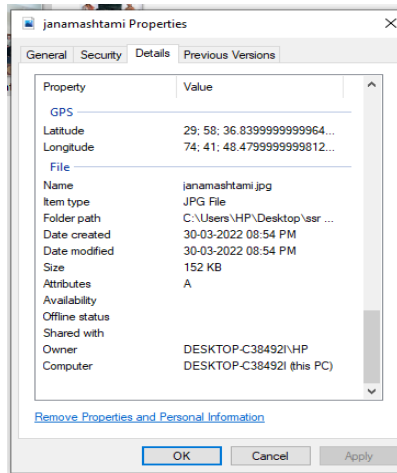 janamashtami Properties
General Security Details Previous Versions
Property Value
GPS
Latitude 29; 58; 36.8399999999964...
Longitude 74; 41; 48.4799999999812...
File
Name janamashtami.jpg
Item type JPG File
Folder path C:\Users\HP\Desktop\ssr ...
Date created 30-03-2022 08:54 PM
Date modified 30-03-2022 08:54 PM
Size 152 KB
Attributes A
Availability
Offline status
Shared with
Owner DESKTOP-C38492I\HP
Computer DESKTOP-C38492I (this PC)
Remove Properties and Personal Information
OK Cancel Apply